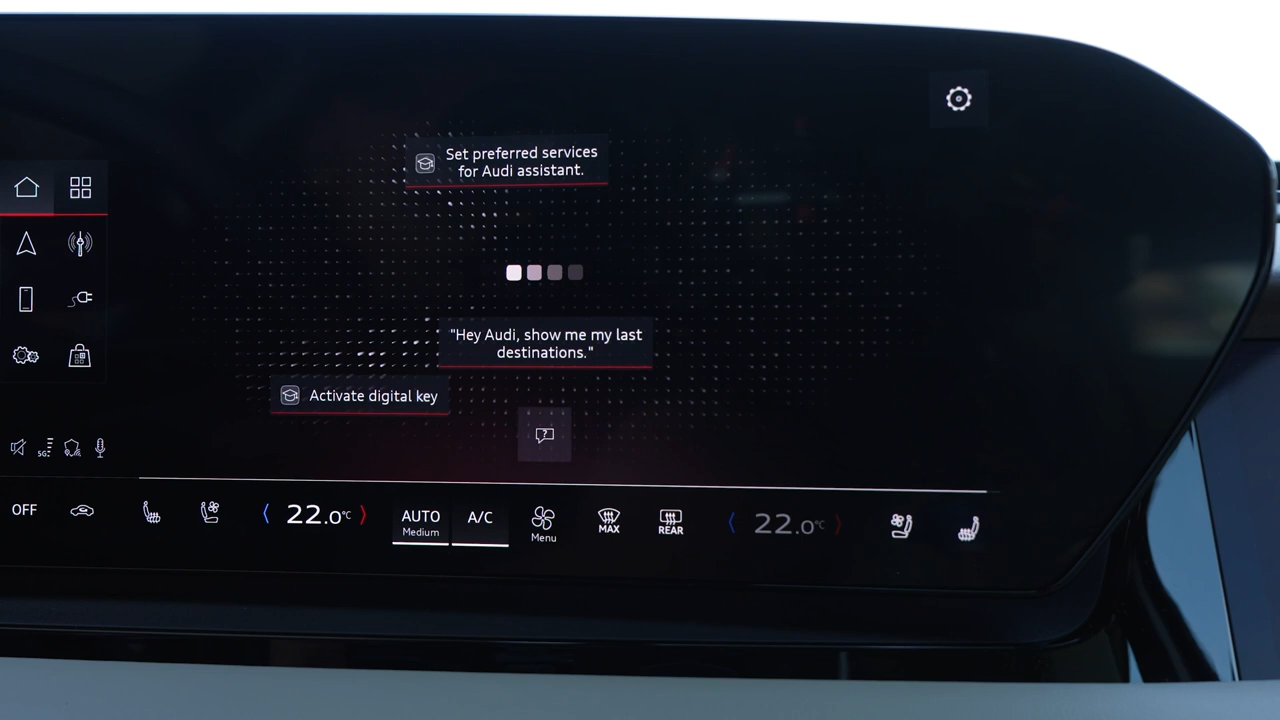 Set preferred services
for Audi assistant.
"Hey Audi, show me my last
destinations."
Activate digital key
?
5G
OFF
22.0°C
AUTO
Medium
A/C
Menu
MAX
REAR
22.0°C